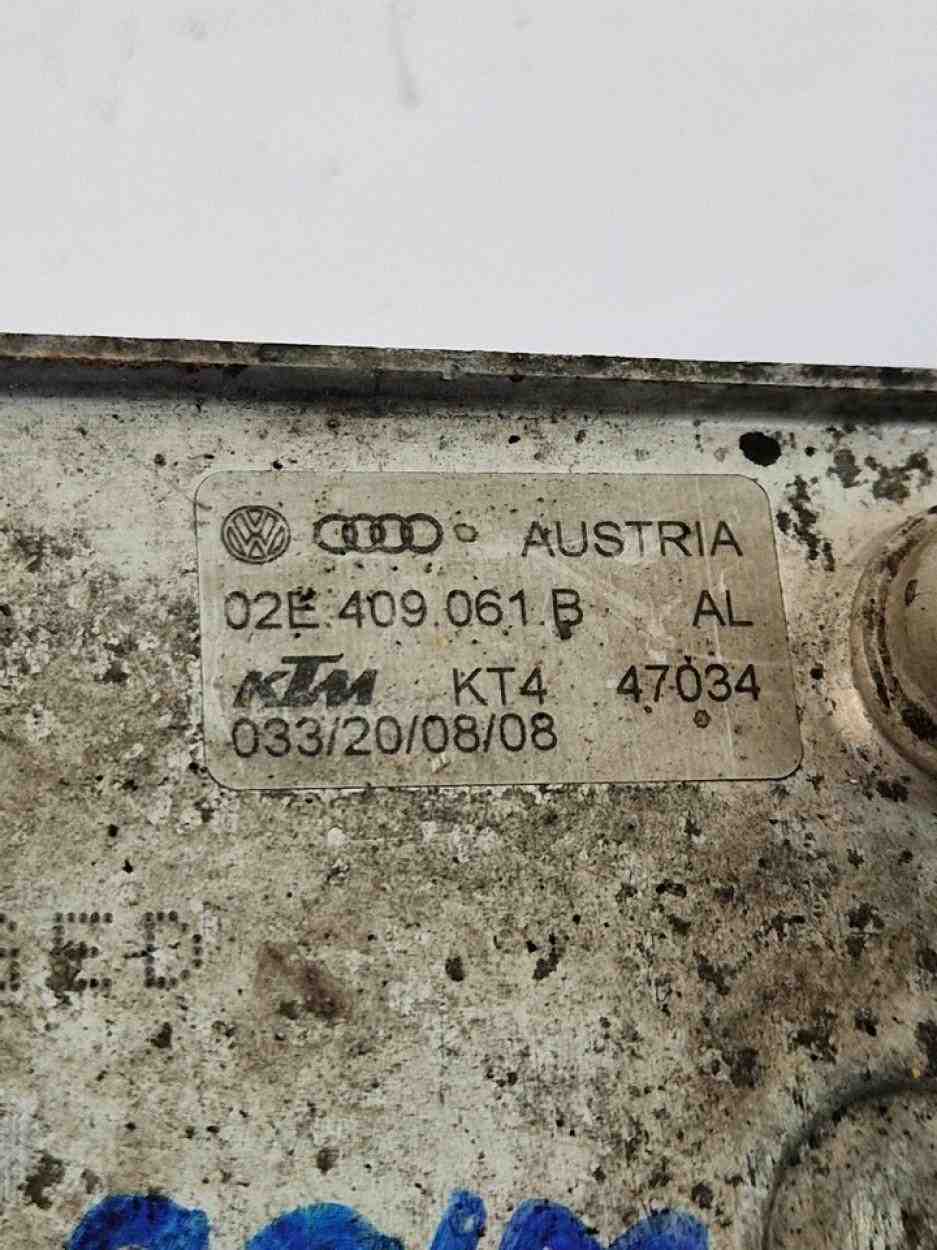 AUSTRIA
02E.409.061.B AL
KTM KT4 47034
033/20/08/08